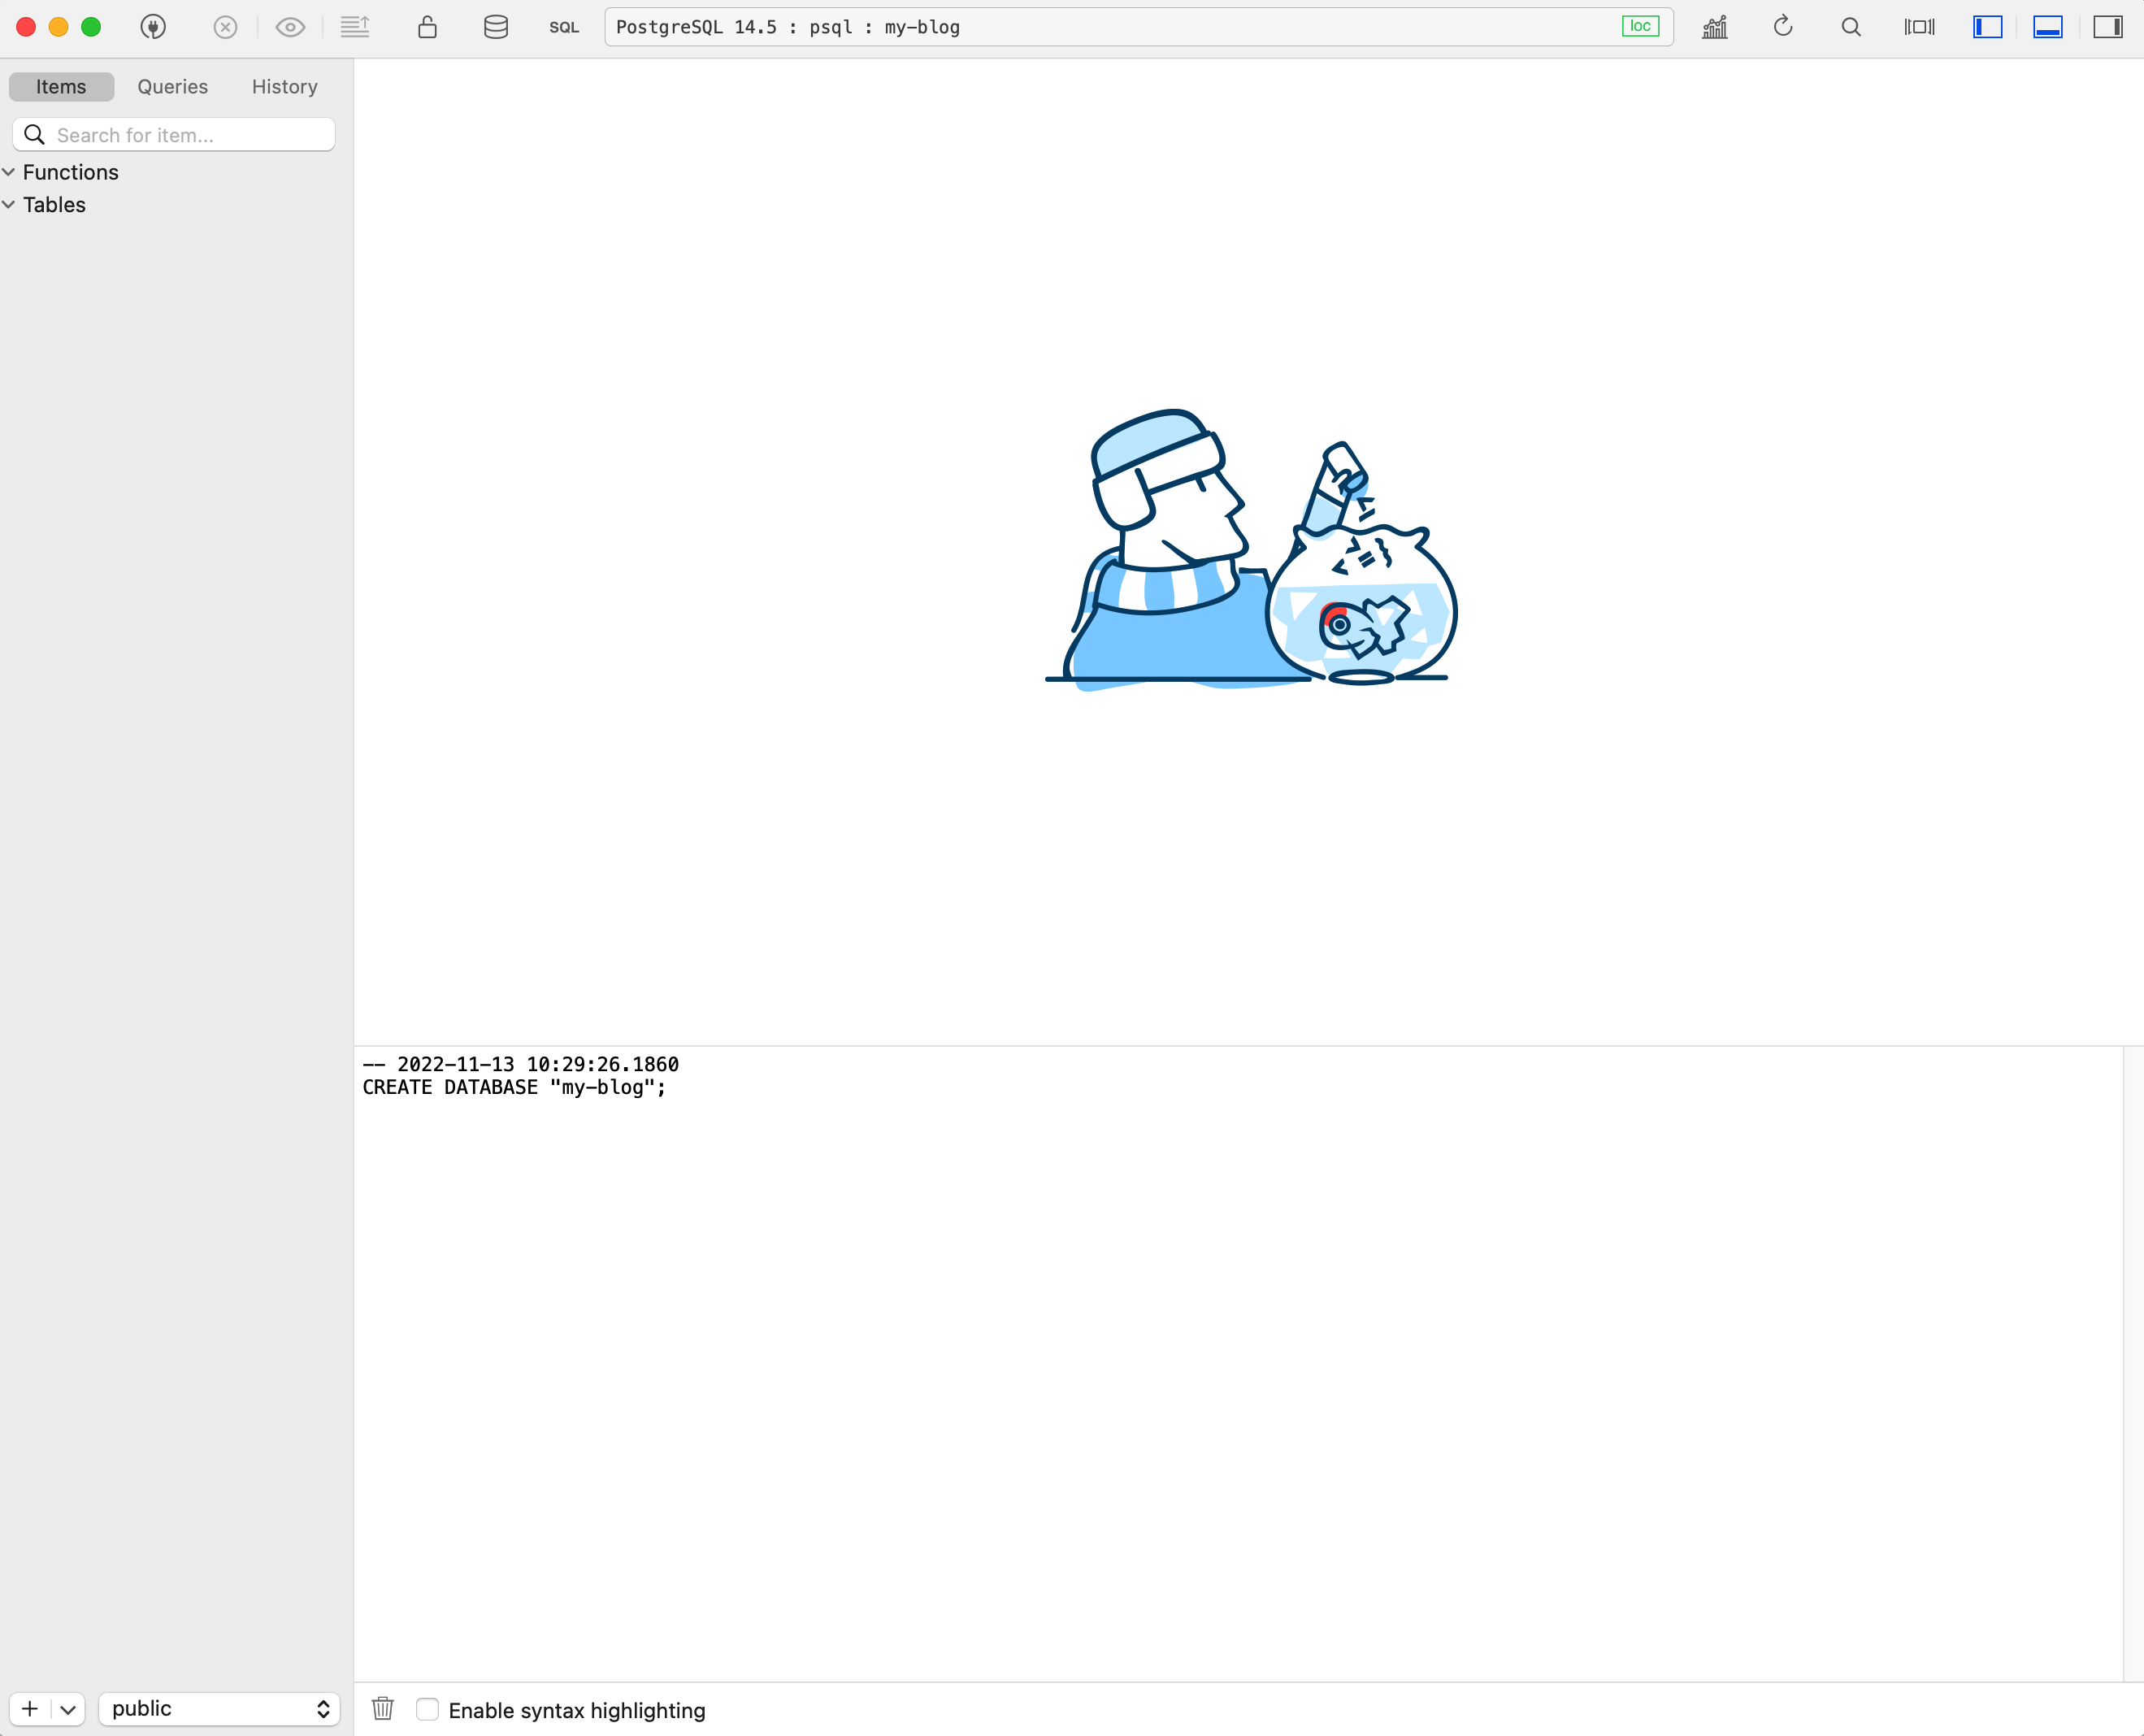 SQL
PostgreSQL 14.5 : psql : my-blog
loc
Items
Queries
History
Search for item...
Functions
Tables
-- 2022-11-13 10:29:26.1860
CREATE DATABASE "my-blog";
public
Enable syntax highlighting